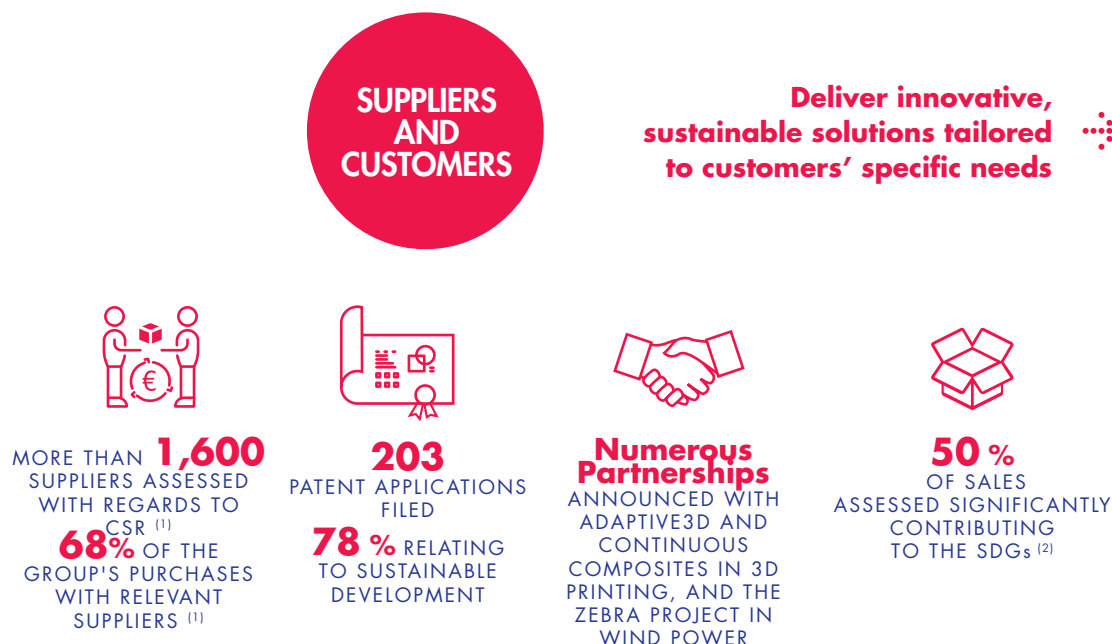 SUPPLIERS
AND
CUSTOMERS
Deliver innovative,
sustainable solutions tailored
to customers’ specific needs
€
MORE THAN 1,600
SUPPLIERS ASSESSED
WITH REGARDS TO
CSR (1)
68% OF THE
GROUP'S PURCHASES
WITH RELEVANT
SUPPLIERS (1)
203
PATENT APPLICATIONS
FILED
78 % RELATING
TO SUSTAINABLE
DEVELOPMENT
Numerous
Partnerships
ANNOUNCED WITH
ADAPTIVE3D AND
CONTINUOUS
COMPOSITES IN 3D
PRINTING, AND THE
ZEBRA PROJECT IN
WIND POWER
50 %
OF SALES
ASSESSED SIGNIFICANTLY
CONTRIBUTING
TO THE SDGs (2)